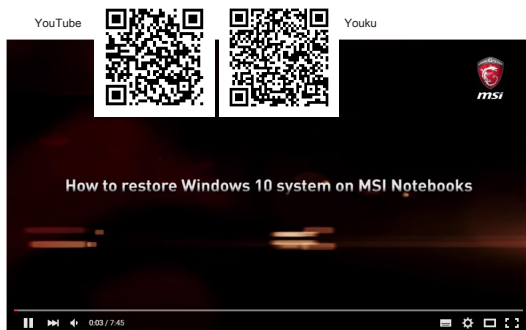 YouTube
Youku
msi
How to restore Windows 10 system on MSI Notebooks
0:03 / 7:45